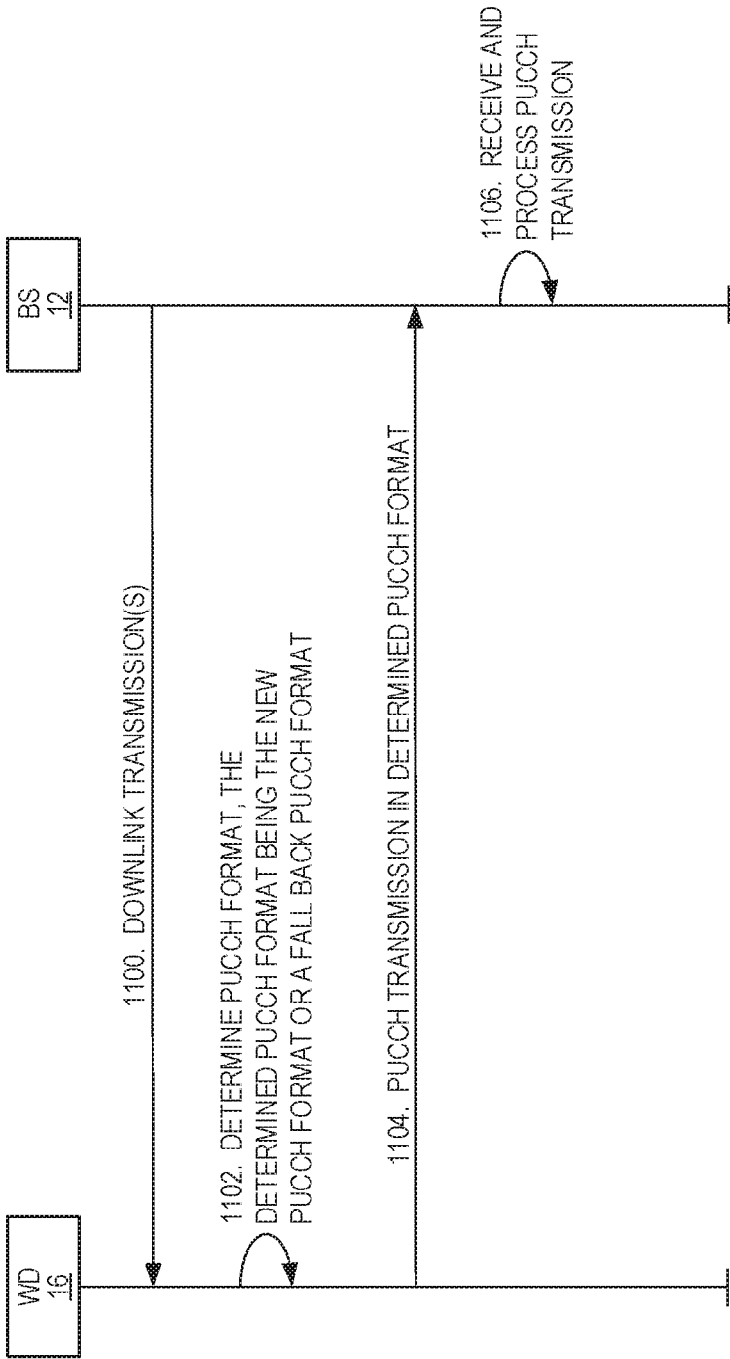 WD
16
BS
12
1100. DOWNLINK TRANSMISSION(S)
1102. DETERMINE PUCCH FORMAT, THE
DETERMINED PUCCH FORMAT BEING THE NEW
PUCCH FORMAT OR A FALL BACK PUCCH FORMAT
1104. PUCCH TRANSMISSION IN DETERMINED PUCCH FORMAT
1106. RECEIVE AND
PROCESS PUCCH
TRANSMISSION